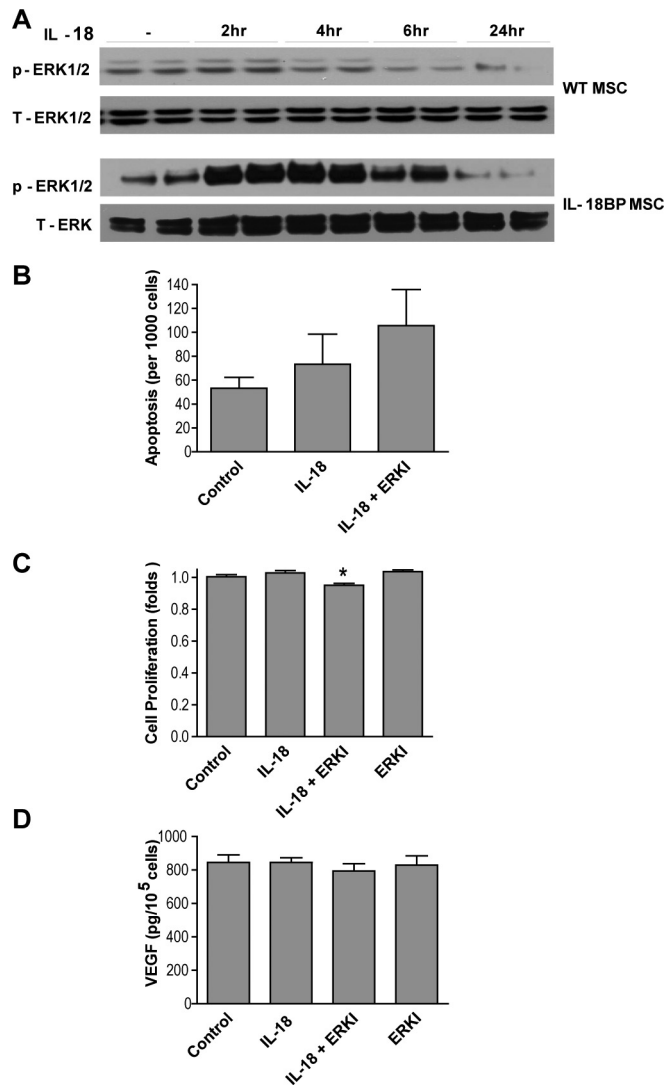 A
IL -18 - 2hr 4hr 6hr 24hr
p-ERK1/2
WT MSC
T-ERK1/2
p-ERK1/2
IL-18BP MSC
T-ERK
B
Apoptosis (per 1000 cells)
140
120
100
80
60
40
20
0
Control IL-18 IL-18 + ERKI
C
Cell Proliferation (folds)
*
1.0
0.8
0.6
0.4
0.2
0.0
Control IL-18 IL-18 + ERKI ERKI
D
VEGF (pg/10^5 cells)
1000
800
600
400
200
0
Control IL-18 IL-18 + ERKI ERKI